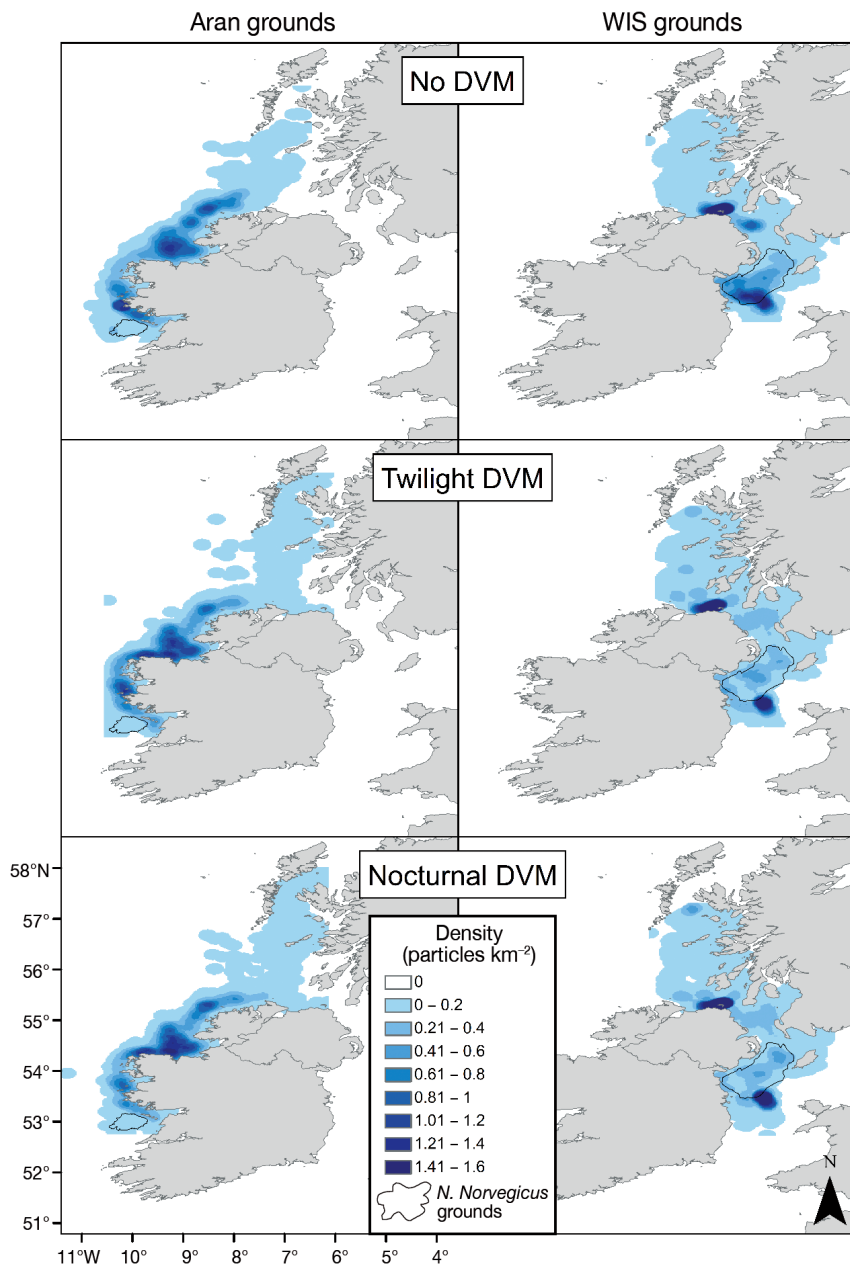 Aran grounds
WIS grounds
No DVM
Twilight DVM
Nocturnal DVM
Density
(particles km⁻²)
0
0 – 0.2
0.21 – 0.4
0.41 – 0.6
0.61 – 0.8
0.81 – 1
1.01 – 1.2
1.21 – 1.4
1.41 – 1.6
N. Norvegicus
grounds
N
58°N
57°
56°
55°
54°
53°
52°
51°
11°W 10° 9° 8° 7° 6° 5° 4°